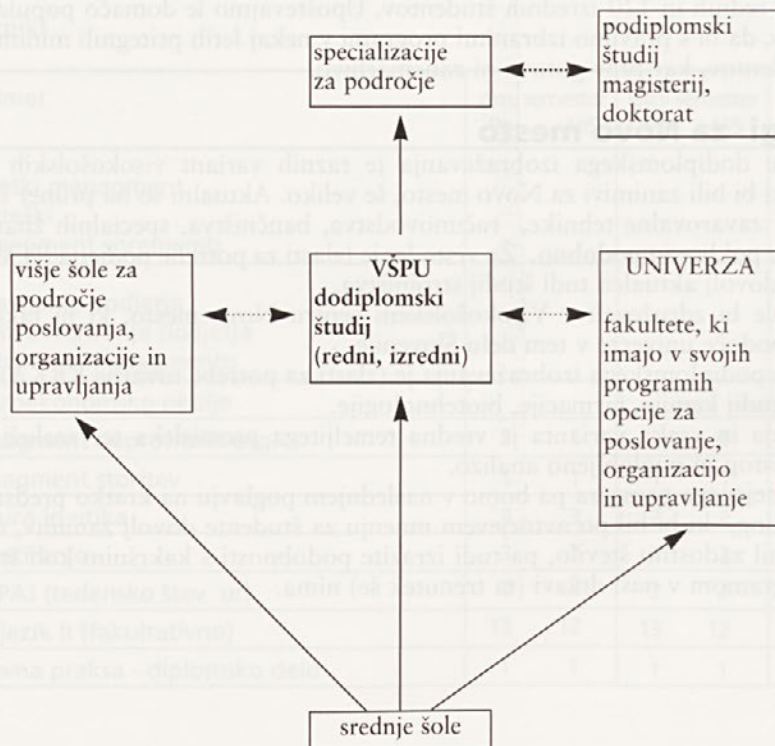 specializacije
za področje
podiplomski
študij
magisterij,
doktorat
višje šole za
področje
poslovanja,
organizacije in
upravljanja
VŠPU
dodiplomski
študij
(redni, izredni)
UNIVERZA
fakultete, ki
imajo v svojih
programih
opcije za
poslovanje,
organizacijo
in upravljanje
srednje šole